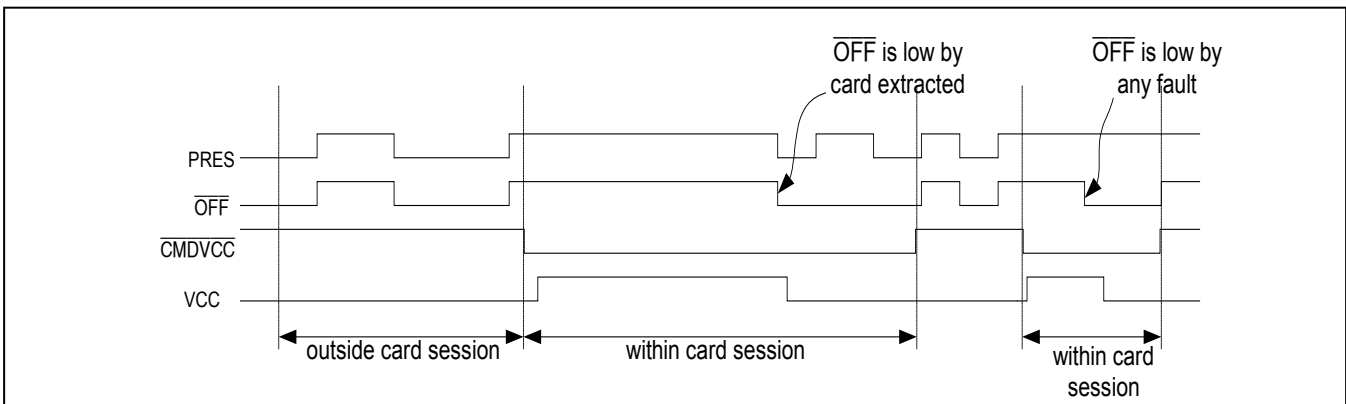 OFF is low by
card extracted
OFF is low by
any fault
PRES
OFF
CMDVCC
VCC
outside card session
within card session
within card
session